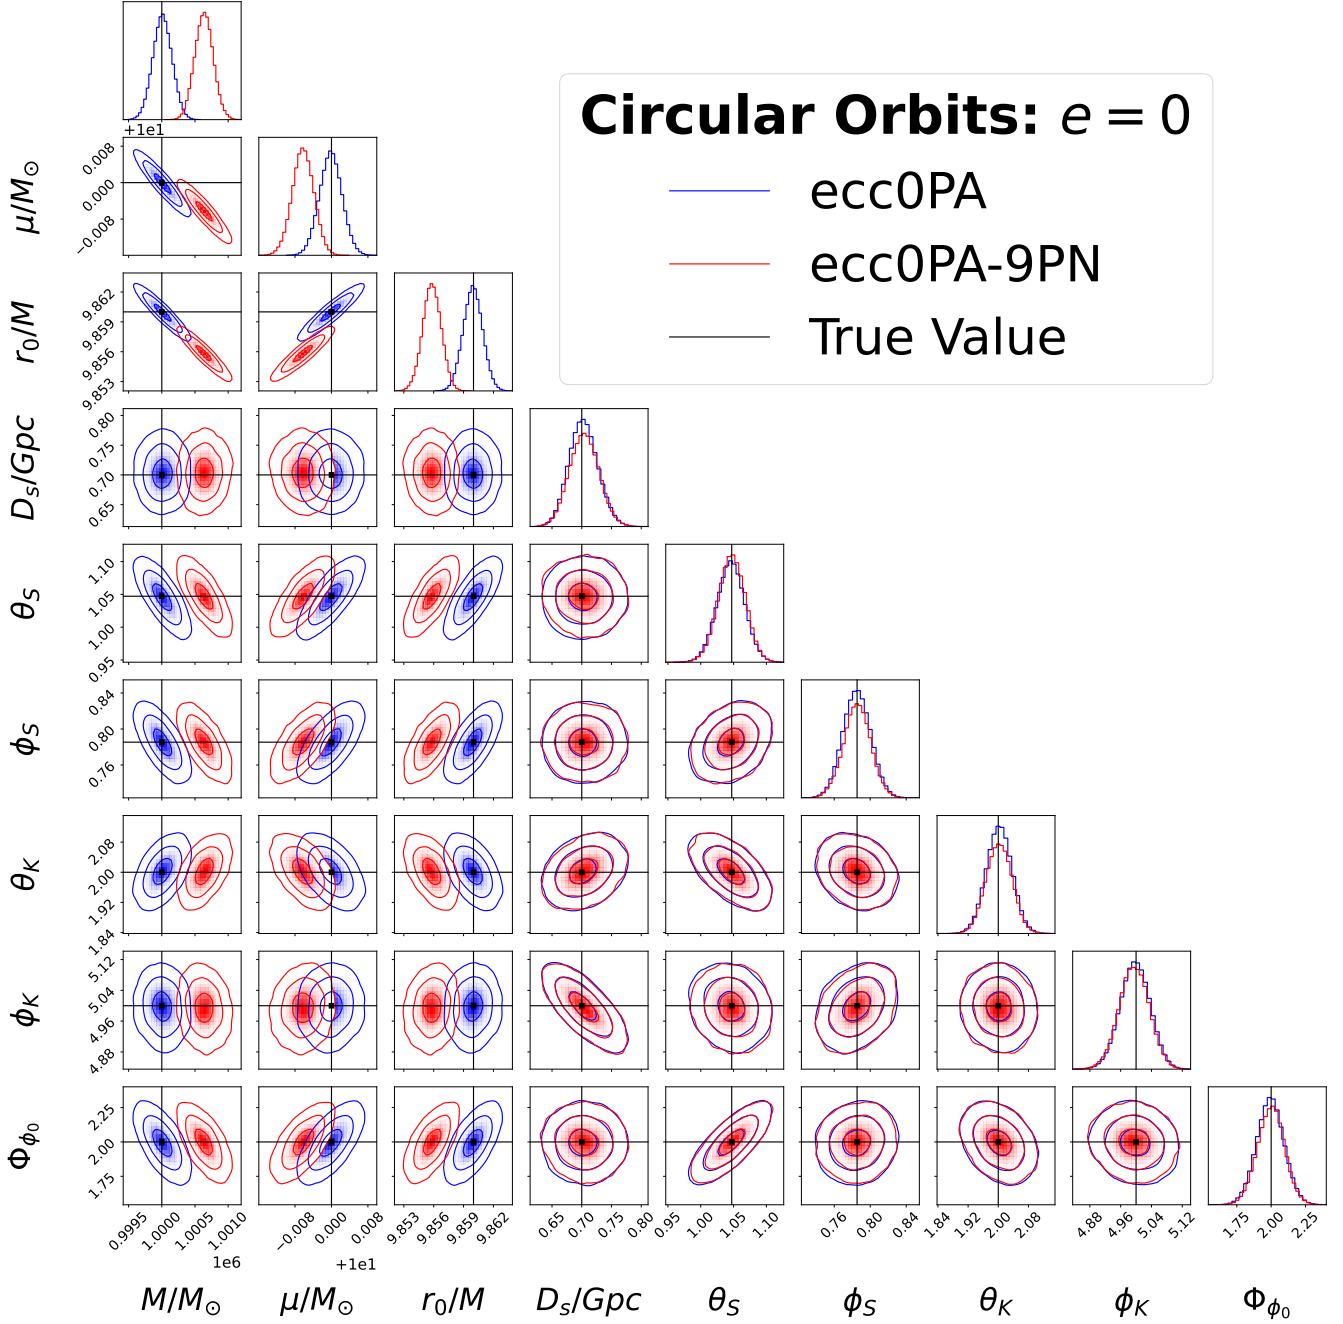 Circular Orbits: e = 0
ecc0PA
ecc0PA-9PN
True Value
+1e1
μ/M⊙
0.008
0.000
−0.008
r₀/M
9.862
9.859
9.856
9.853
Dₛ/Gpc
0.80
0.75
0.70
0.65
θ_S
1.10
1.05
1.00
0.95
ϕ_S
0.84
0.80
0.76
θ_K
2.08
2.00
1.92
1.84
ϕ_K
5.12
5.04
4.96
4.88
Φ_ϕ₀
2.25
2.00
1.75
0.9995 1.0000 1.0005 1.0010
−0.008 0.000 0.008
9.853 9.856 9.859 9.862
0.65 0.70 0.75 0.80
0.95 1.00 1.05 1.10
0.76 0.80 0.84
1.84 1.92 2.00 2.08
4.88 4.96 5.04 5.12
1.75 2.00 2.25
1e6
+1e1
M/M⊙ μ/M⊙ r₀/M Dₛ/Gpc θ_S ϕ_S θ_K ϕ_K Φ_ϕ₀